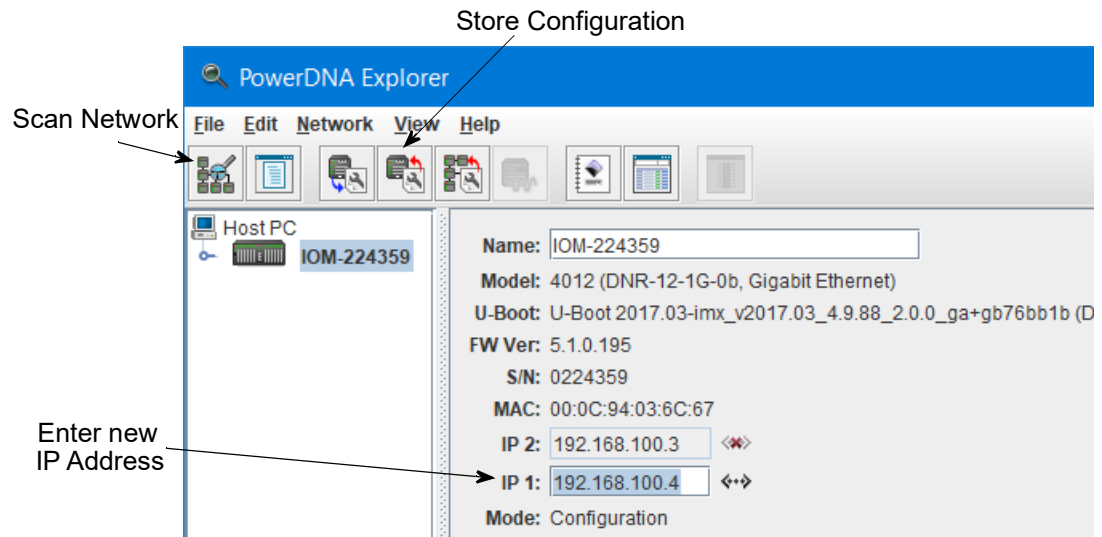 Store Configuration
PowerDNA Explorer
Scan Network
File Edit Network View Help
Host PC
IOM-224359
Name: IOM-224359
Model: 4012 (DNR-12-1G-0b, Gigabit Ethernet)
U-Boot: U-Boot 2017.03-imx_v2017.03_4.9.88_2.0.0_ga+gb76bb1b (D
FW Ver: 5.1.0.195
S/N: 0224359
MAC: 00:0C:94:03:6C:67
Enter new
IP Address
IP 2: 192.168.100.3
IP 1: 192.168.100.4
Mode: Configuration